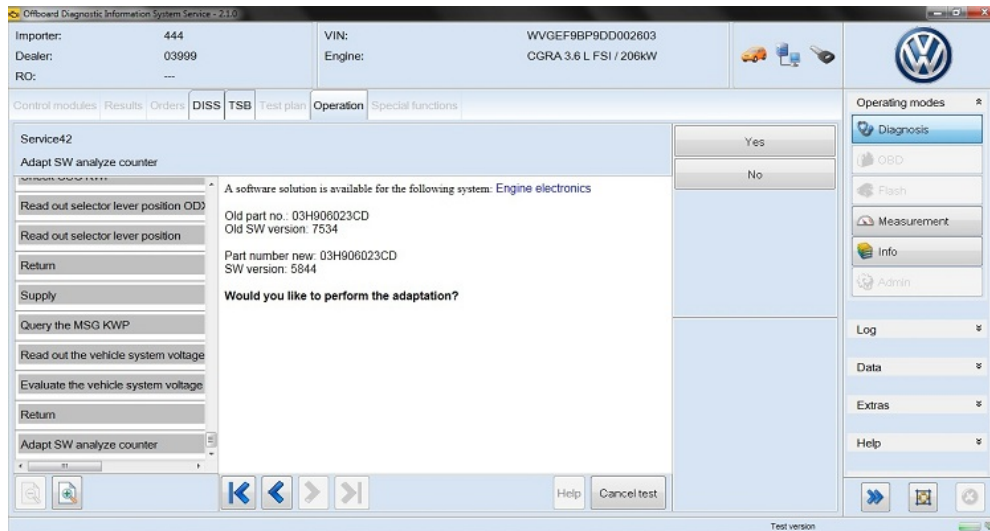 Offboard Diagnostic Information System Service - 2.1.0
Importer: 444 VIN: WVGEF9BP9DD002603
Dealer: 03999 Engine: CGRA 3.6 L FSI / 206kW
RO: ---
Control modules Results Orders DISS TSB Test plan Operation Special functions
Service42
Adapt SW analyze counter
Read out selector lever position ODX
Read out selector lever position
Return
Supply
Query the MSG KWP
Read out the vehicle system voltage
Evaluate the vehicle system voltage
Return
Adapt SW analyze counter
A software solution is available for the following system: Engine electronics
Old part no.: 03H906023CD
Old SW version: 7534
Part number new: 03H906023CD
SW version: 5844
Would you like to perform the adaptation?
Help
Cancel test
Yes
No
Operating modes
Diagnosis
OBD
Flash
Measurement
Info
Admin
Log
Data
Extras
Help
Test version